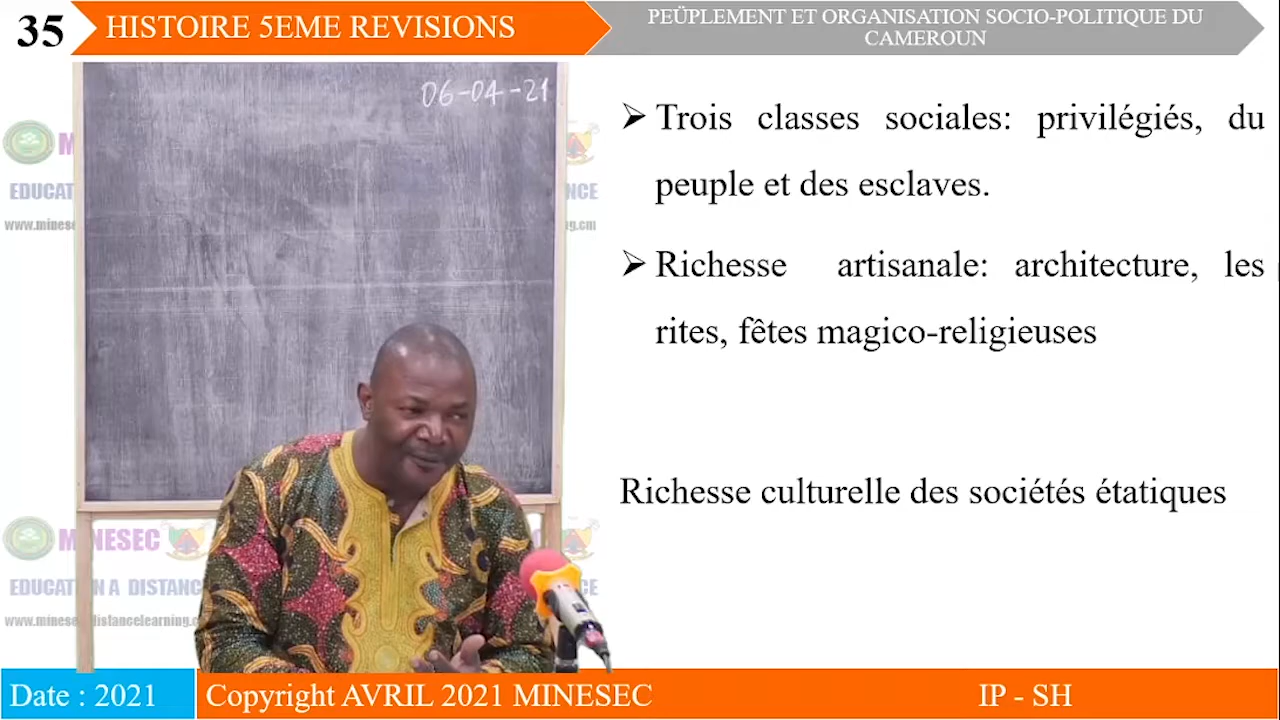 35
HISTOIRE 5EME REVISIONS
PEÜPLEMENT ET ORGANISATION SOCIO-POLITIQUE DU
CAMEROUN
06-04-21
➢ Trois classes sociales: privilégiés, du
peuple et des esclaves.
➢ Richesse artisanale: architecture, les
rites, fêtes magico-religieuses
Richesse culturelle des sociétés étatiques
MINESEC
EDUCATION A DISTANC
Date : 2021
Copyright AVRIL 2021 MINESEC
IP - SH